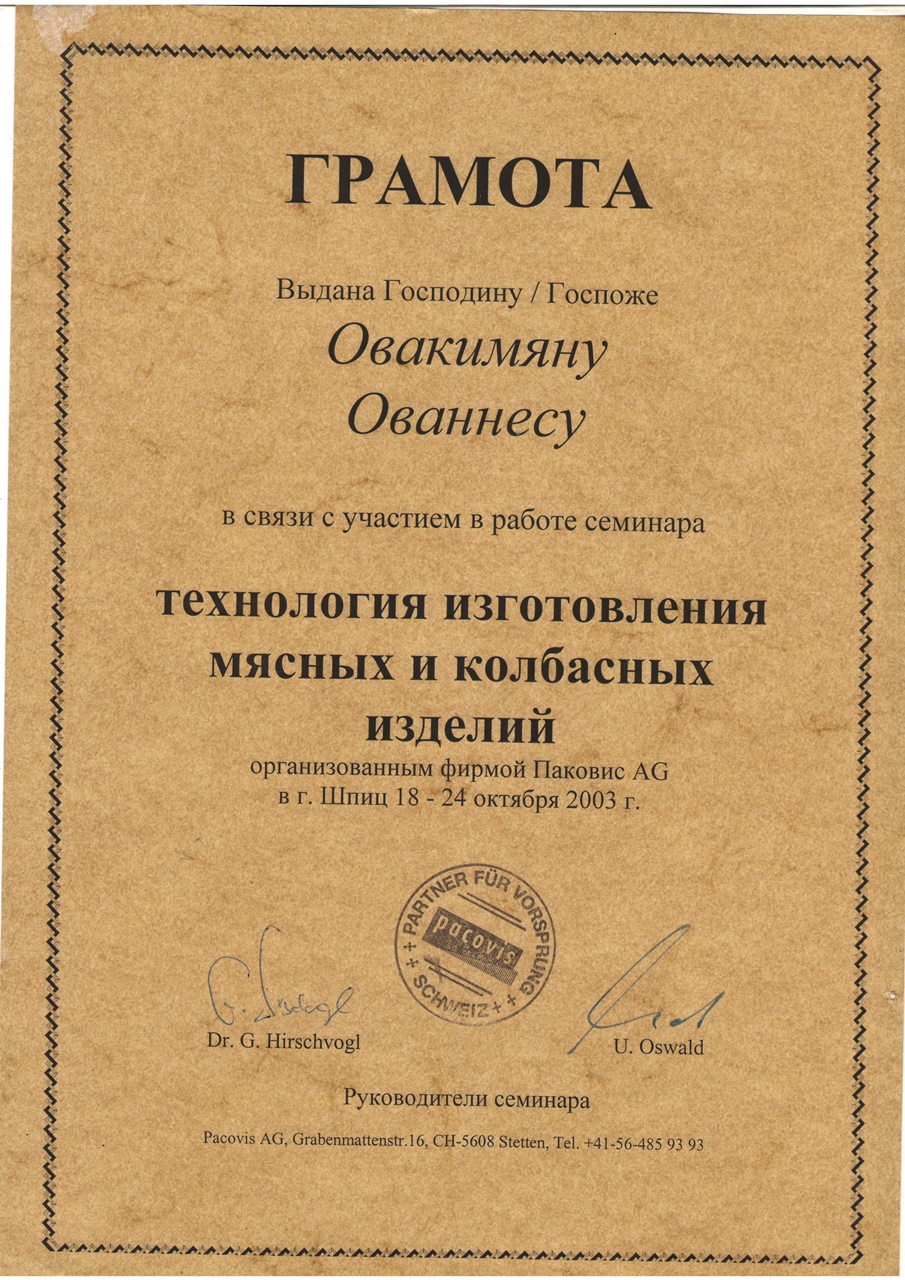 ГРАМОТА
Выдана Господину / Госпоже
Овакимяну
Ованнесу
в связи с участием в работе семинара
технология изготовления
мясных и колбасных
изделий
организованным фирмой Паковис AG
в г. Шпиц 18 - 24 октября 2003 г.
++ PARTNER FÜR VORSPRUNG ++
pacovis
SCHWEIZ
Dr. G. Hirschvogl
U. Oswald
Руководители семинара
Pacovis AG, Grabenmattenstr.16, CH-5608 Stetten, Tel. +41-56-485 93 93